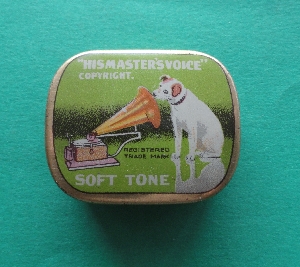 "HIS MASTER'S VOICE"
COPYRIGHT.
REGISTERED
TRADE MARK
SOFT TONE